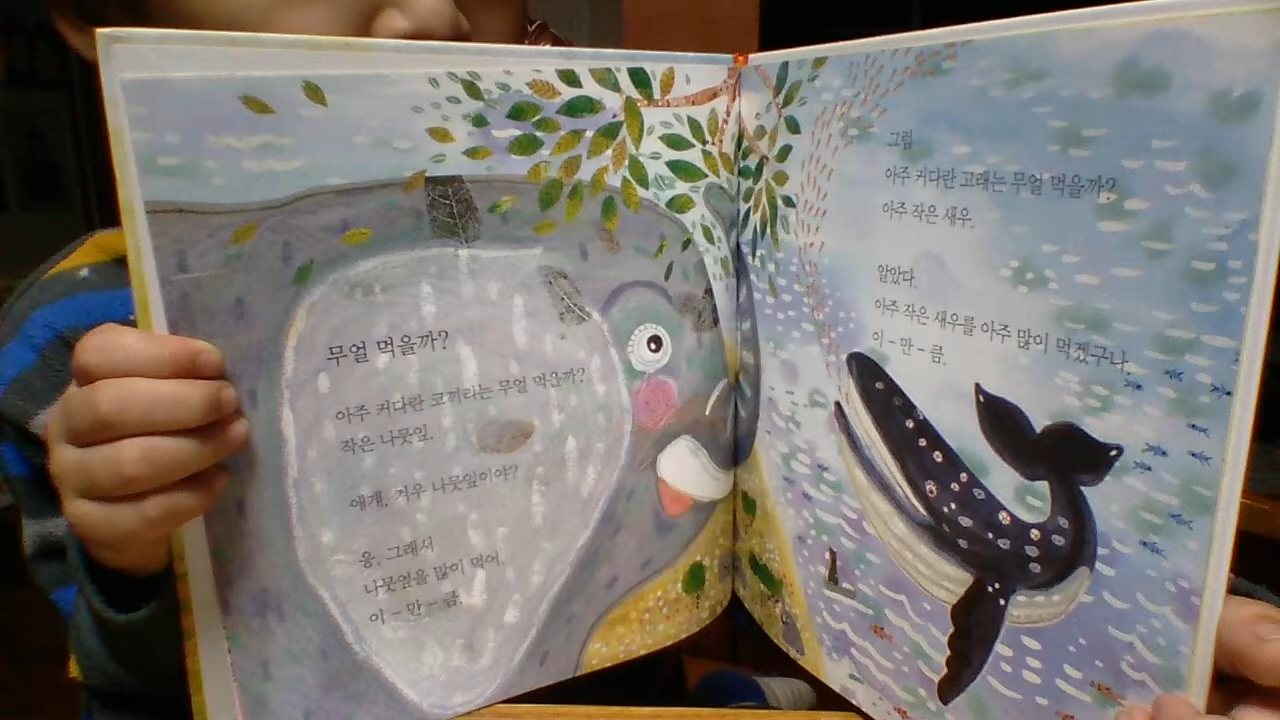 무얼 먹을까?
아주 커다란 코끼리는 무얼 먹을까?
작은 나뭇잎.
애개, 겨우 나뭇잎이야?
응. 그래서
나뭇잎을 많이 먹어.
이-만-큼.
그럼
아주 커다란 고래는 무얼 먹을까?
아주 작은 새우.
알았다.
아주 작은 새우를 아주 많이 먹겠구나.
이-만-큼.